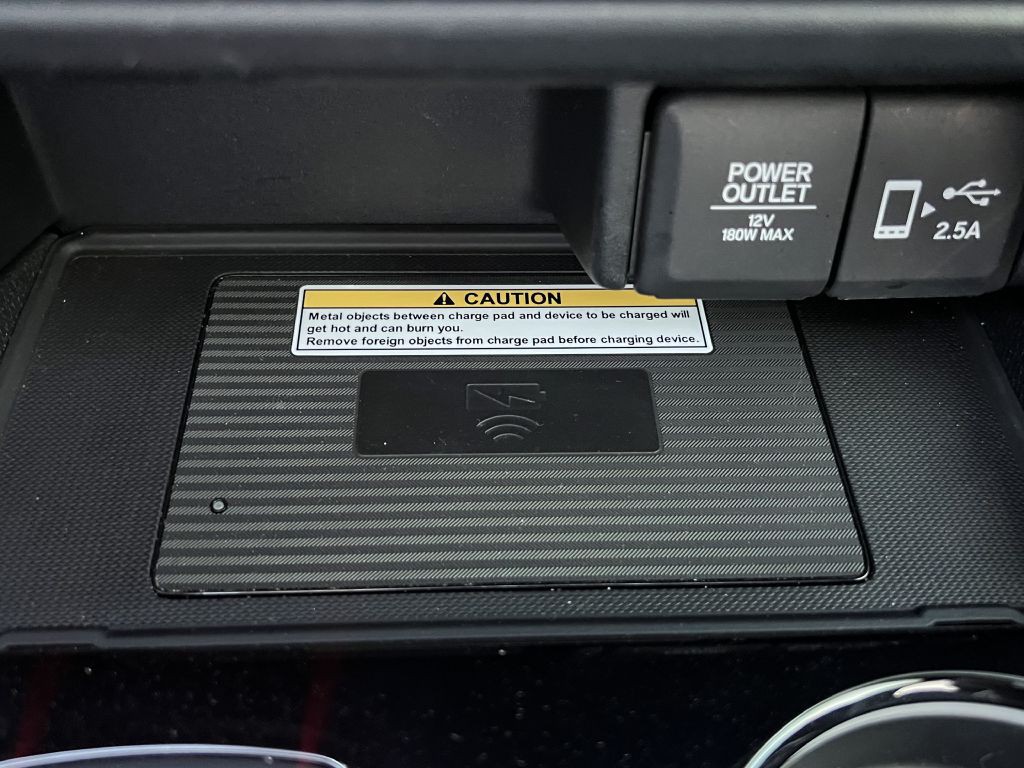 POWER
OUTLET
12V
180W MAX
2.5A
CAUTION
Metal objects between charge pad and device to be charged will
get hot and can burn you.
Remove foreign objects from charge pad before charging device.